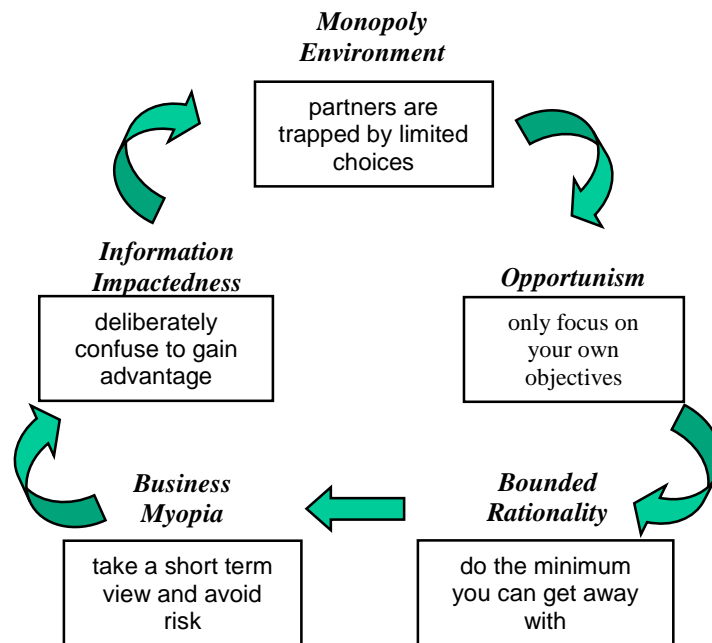 Monopoly
Environment
partners are
trapped by limited
choices
Opportunism
only focus on
your own
objectives
Bounded
Rationality
do the minimum
you can get away
with
Business
Myopia
take a short term
view and avoid
risk
Information
Impactedness
deliberately
confuse to gain
advantage